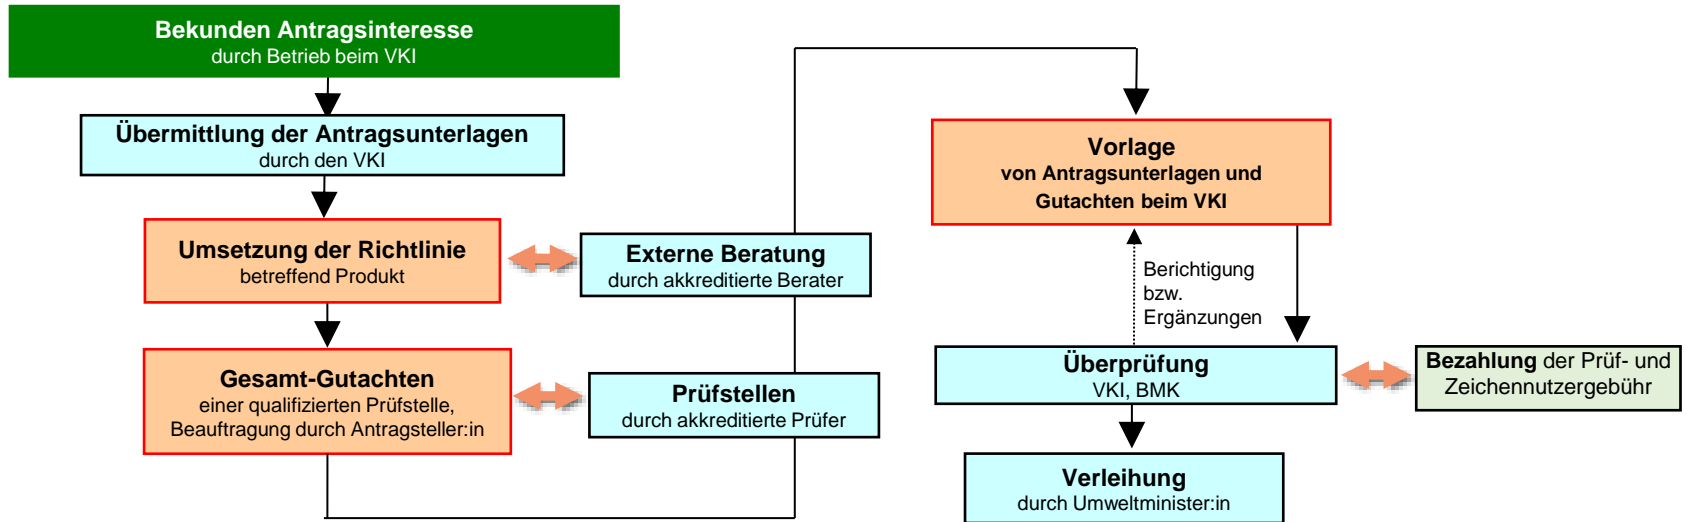 Bekunden Antragsinteresse
durch Betrieb beim VKI
Übermittlung der Antragsunterlagen
durch den VKI
Umsetzung der Richtlinie
betreffend Produkt
Externe Beratung
durch akkreditierte Berater
Gesamt-Gutachten
einer qualifizierten Prüfstelle,
Beauftragung durch Antragsteller:in
Prüfstellen
durch akkreditierte Prüfer
Vorlage
von Antragsunterlagen und
Gutachten beim VKI
Berichtigung
bzw.
Ergänzungen
Überprüfung
VKI, BMK
Bezahlung der Prüf- und
Zeichennutzergebühr
Verleihung
durch Umweltminister:in